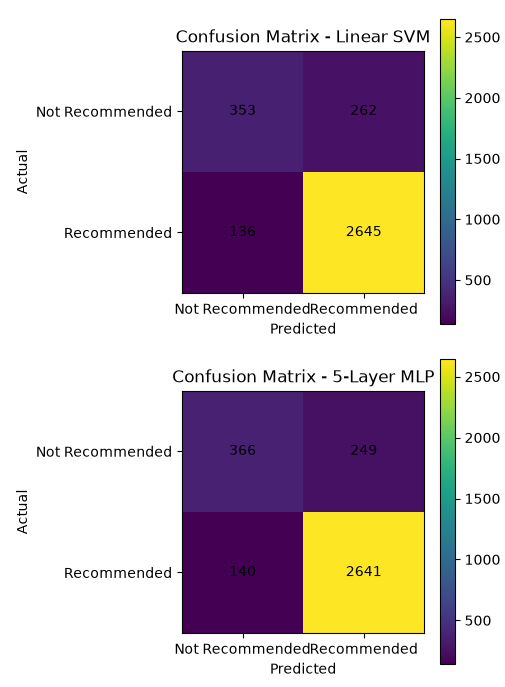 Confusion Matrix - Linear SVM
2500
2000
1500
1000
500
Actual
Not Recommended
353 262
Recommended
136 2645
Not Recommended Recommended
Predicted
Confusion Matrix - 5-Layer MLP
2500
2000
1500
1000
500
Actual
Not Recommended
366 249
Recommended
140 2641
Not Recommended Recommended
Predicted